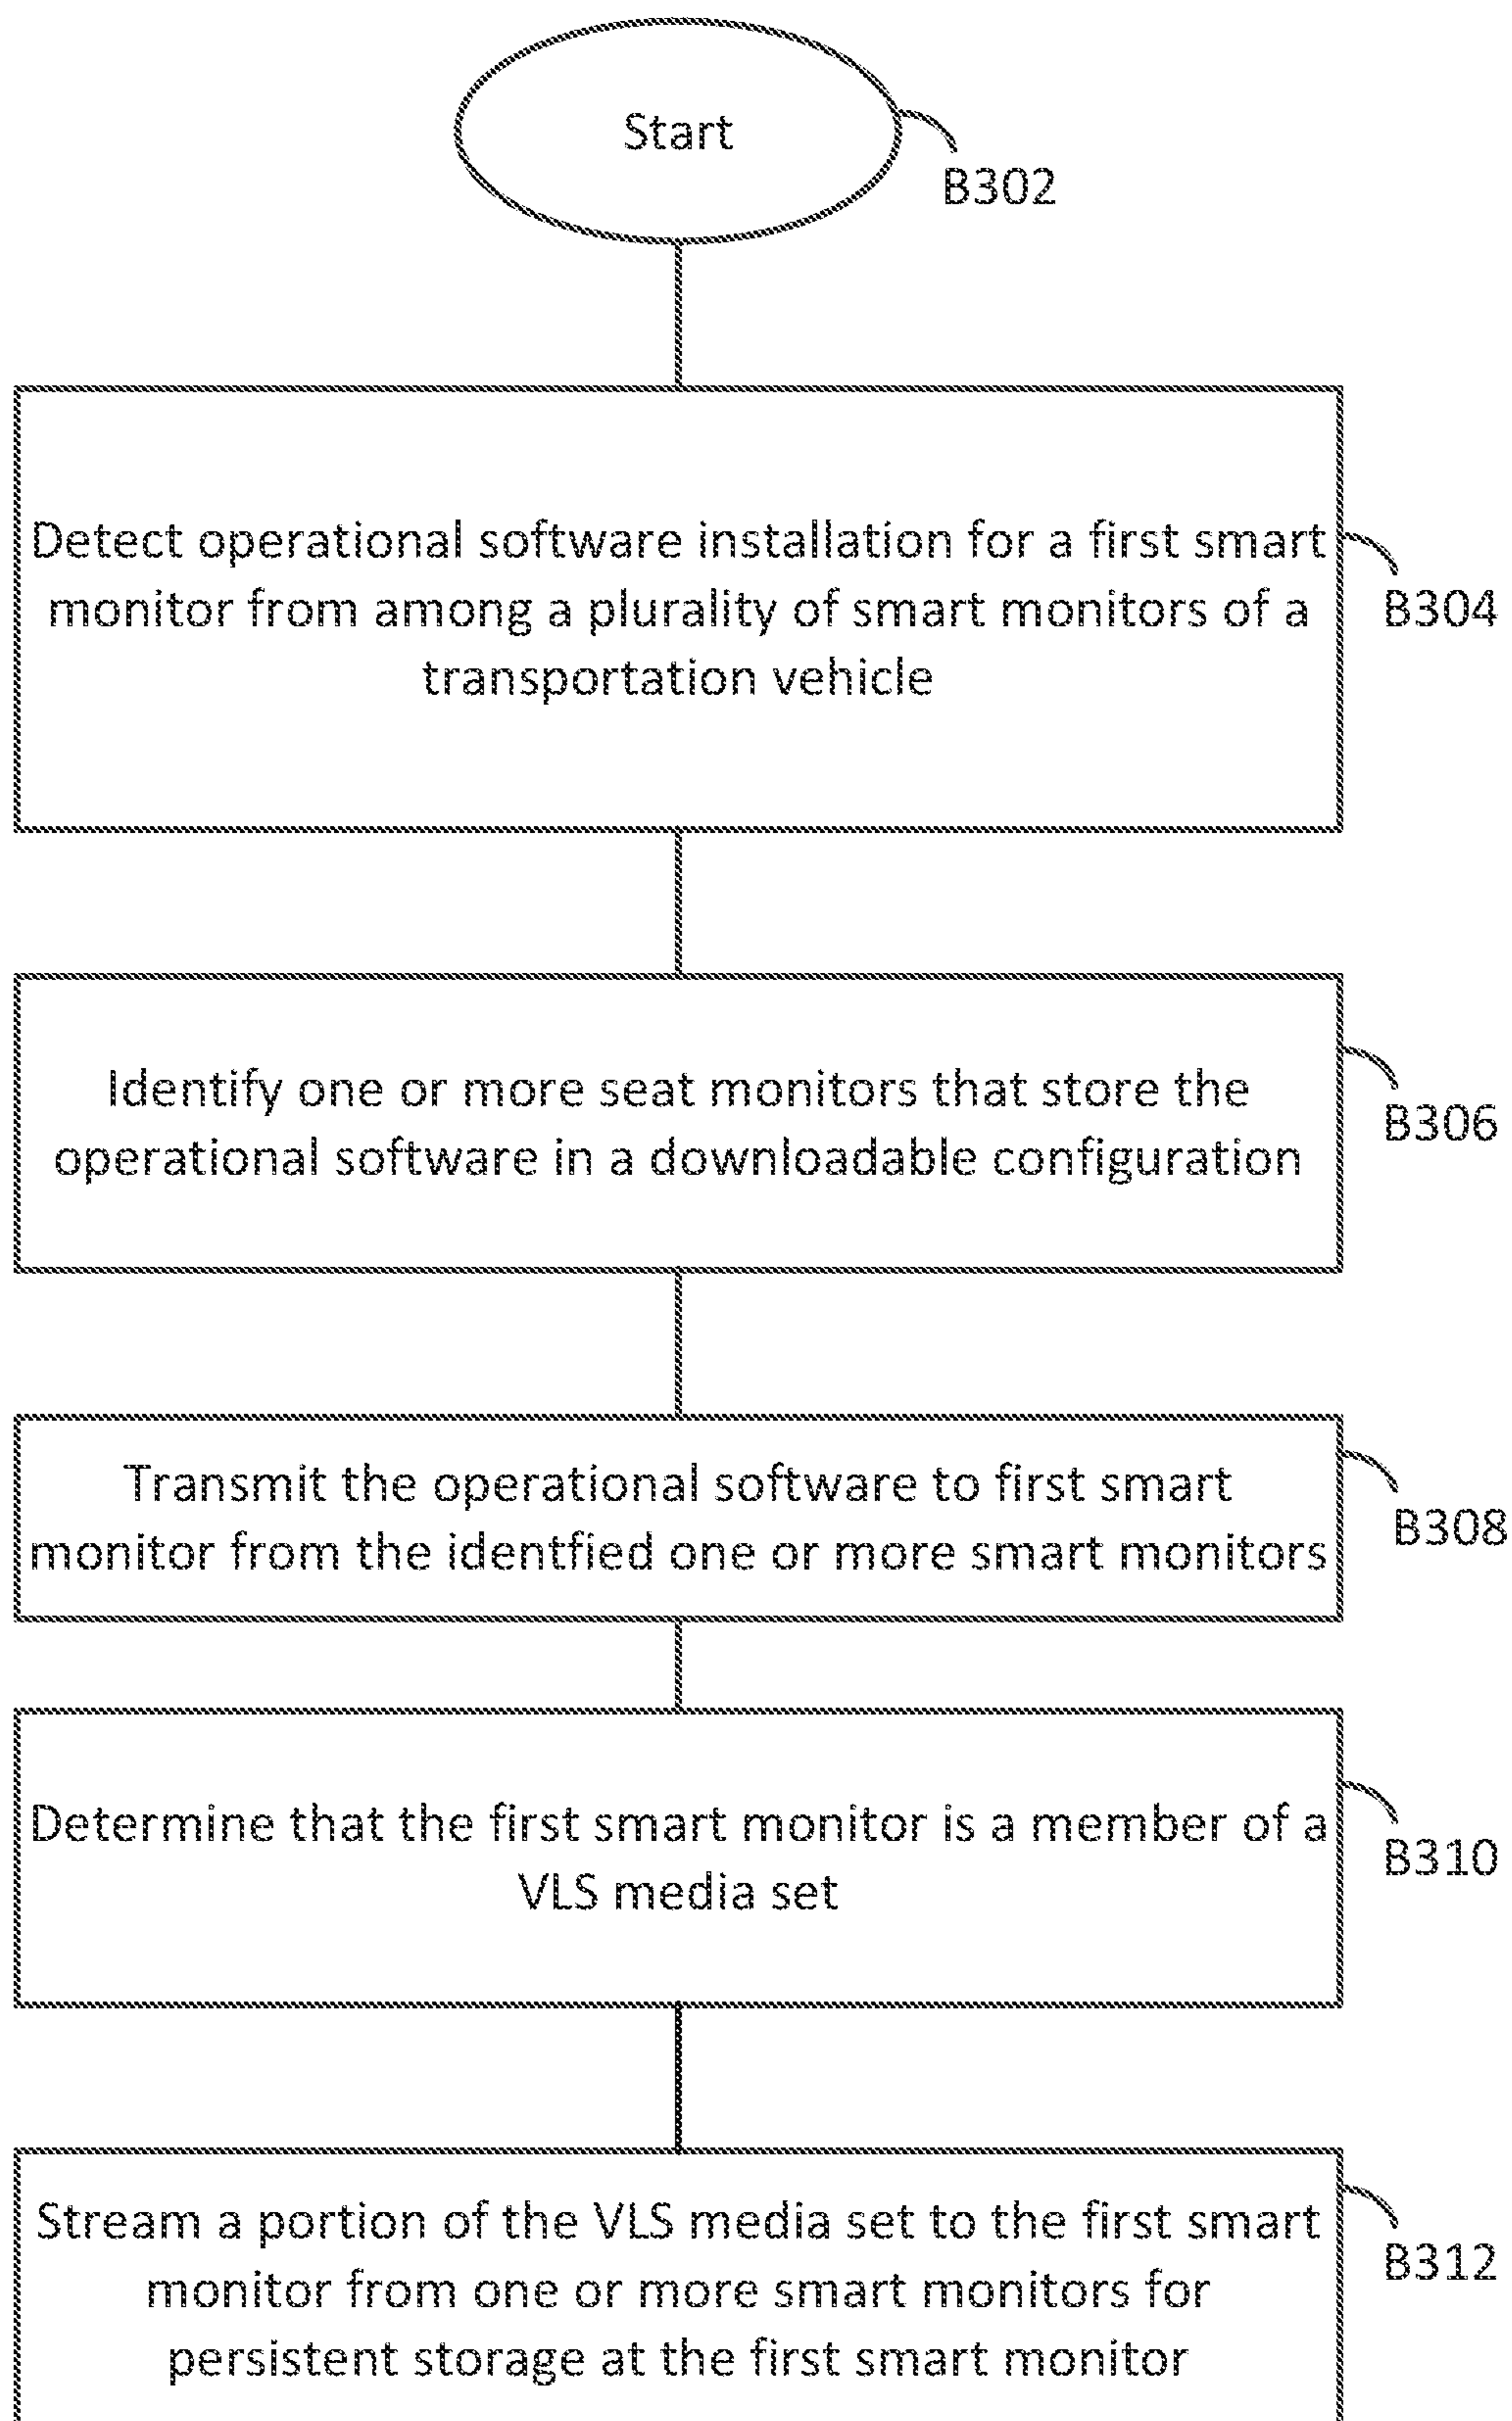 Start
B302
Detect operational software installation for a first smart
monitor from among a plurality of smart monitors of a
transportation vehicle
B304
Identify one or more seat monitors that store the
operational software in a downloadable configuration
B306
Transmit the operational software to first smart
monitor from the identfied one or more smart monitors
B308
Determine that the first smart monitor is a member of a
VLS media set
B310
Stream a portion of the VLS media set to the first smart
monitor from one or more smart monitors for
persistent storage at the first smart monitor
B312